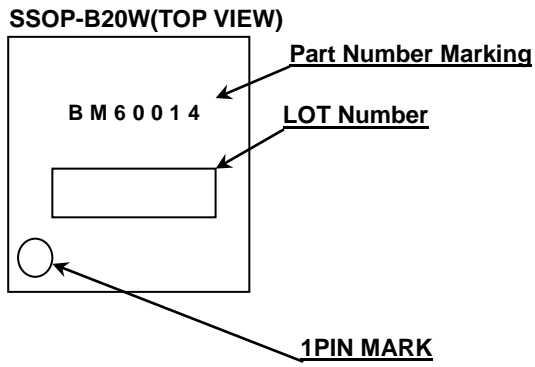 SSOP-B20W(TOP VIEW)
Part Number Marking
BM60014
LOT Number
1PIN MARK